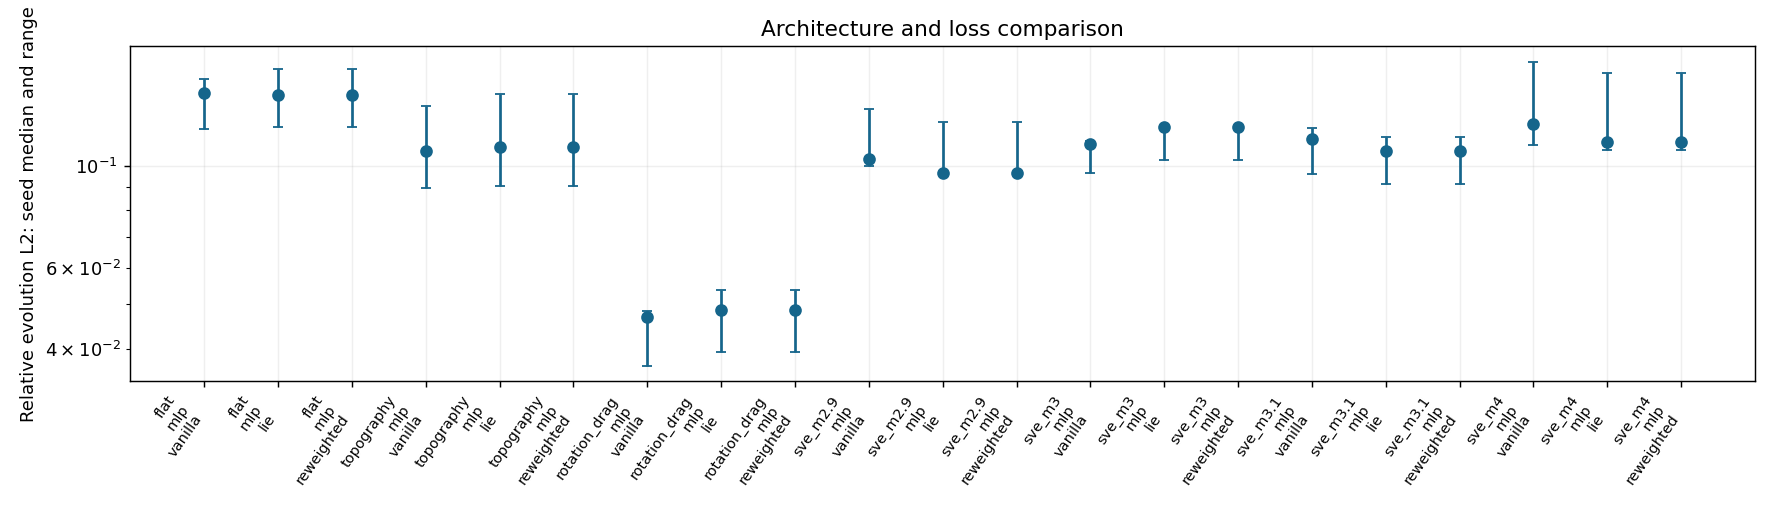 Architecture and loss comparison
Relative evolution L2: seed median and range
10⁻¹
6 × 10⁻²
4 × 10⁻²
flat
mlp
vanilla
flat
mlp
lie
flat
mlp
reweighted
topography
mlp
vanilla
topography
mlp
lie
topography
mlp
reweighted
rotation_drag
mlp
vanilla
rotation_drag
mlp
lie
rotation_drag
mlp
reweighted
sve_m2.9
mlp
vanilla
sve_m2.9
mlp
lie
sve_m2.9
mlp
reweighted
sve_m3
mlp
vanilla
sve_m3
mlp
lie
sve_m3
mlp
reweighted
sve_m3.1
mlp
vanilla
sve_m3.1
mlp
lie
sve_m3.1
mlp
reweighted
sve_m4
mlp
vanilla
sve_m4
mlp
lie
sve_m4
mlp
reweighted